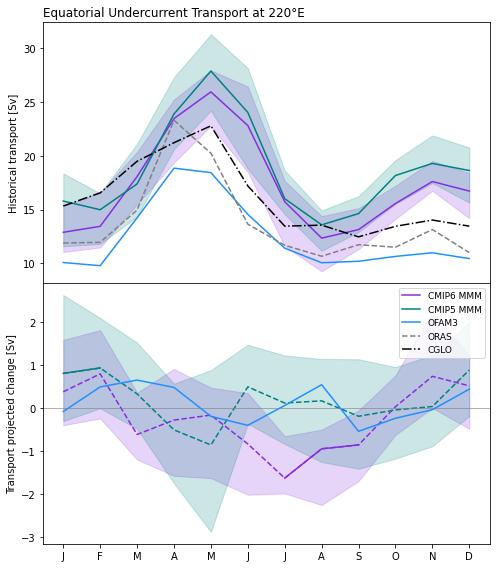 Equatorial Undercurrent Transport at 220°E
Historical transport [Sv]
30
25
20
15
10
Transport projected change [Sv]
2
1
0
−1
−2
−3
CMIP6 MMM
CMIP5 MMM
OFAM3
ORAS
CGLO
J F M A M J J A S O N D